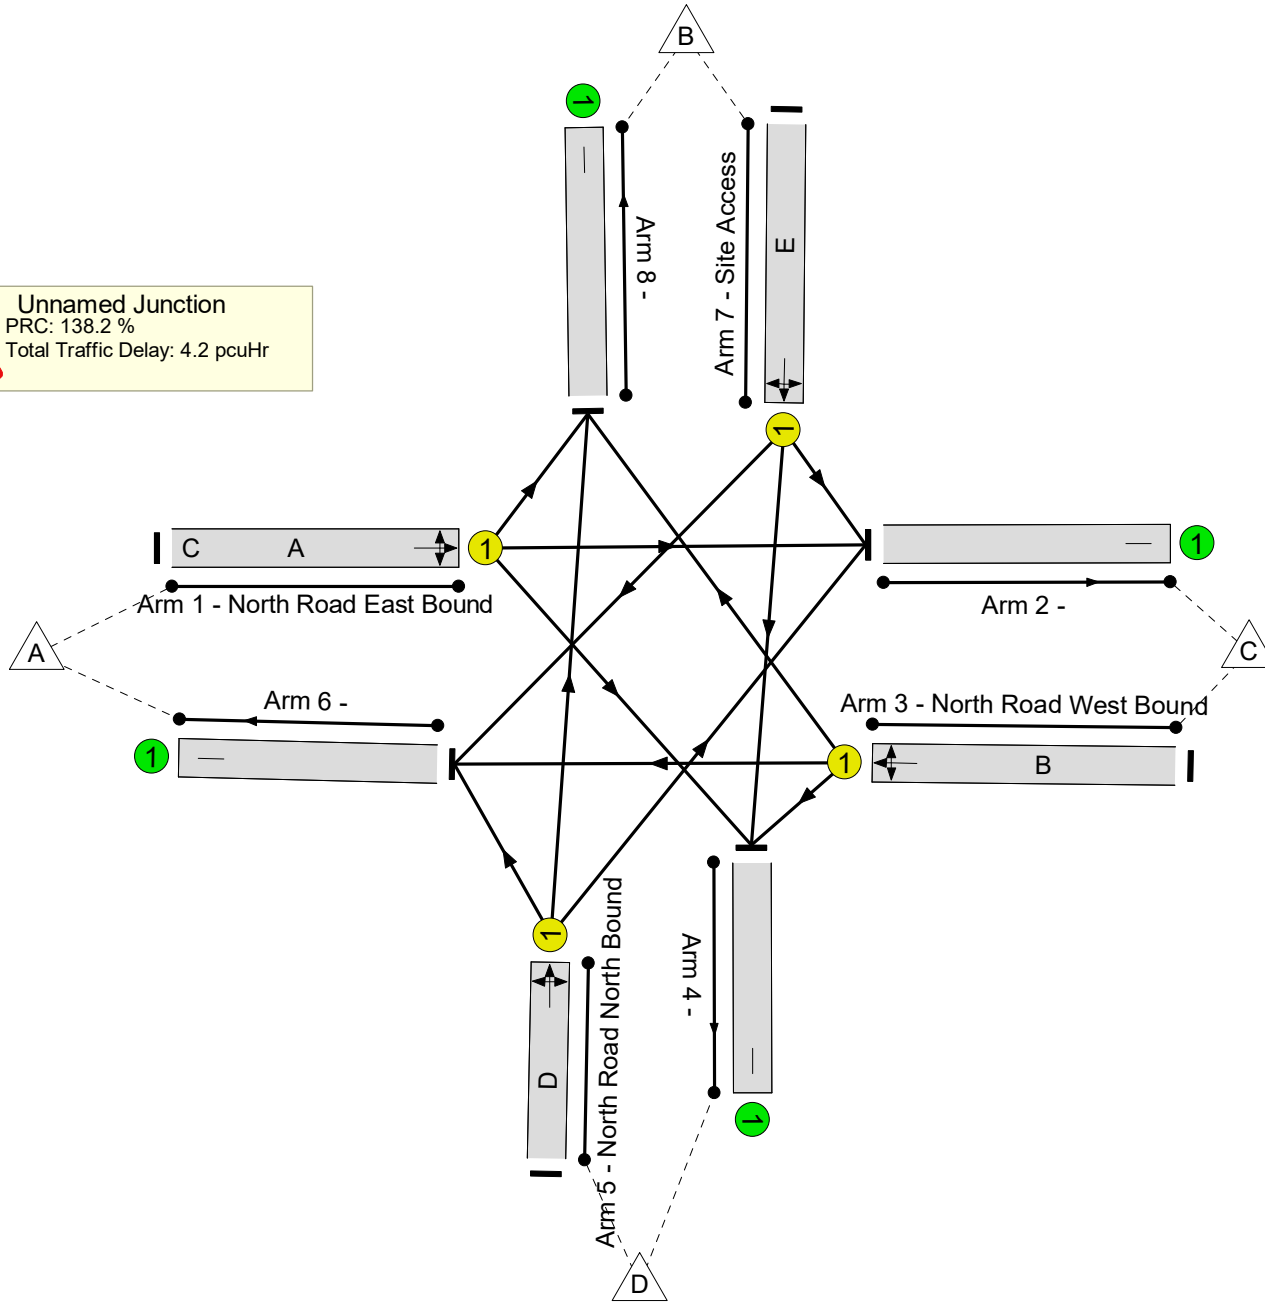 B
1
Arm 8 -
Arm 7 - Site Access
E
1
Unnamed Junction
PRC: 138.2 %
Total Traffic Delay: 4.2 pcuHr
C
A
1
Arm 1 - North Road East Bound
1
Arm 2 -
A
C
Arm 6 -
1
Arm 3 - North Road West Bound
1
B
1
D
Arm 5 - North Road North Bound
Arm 4 -
1
D